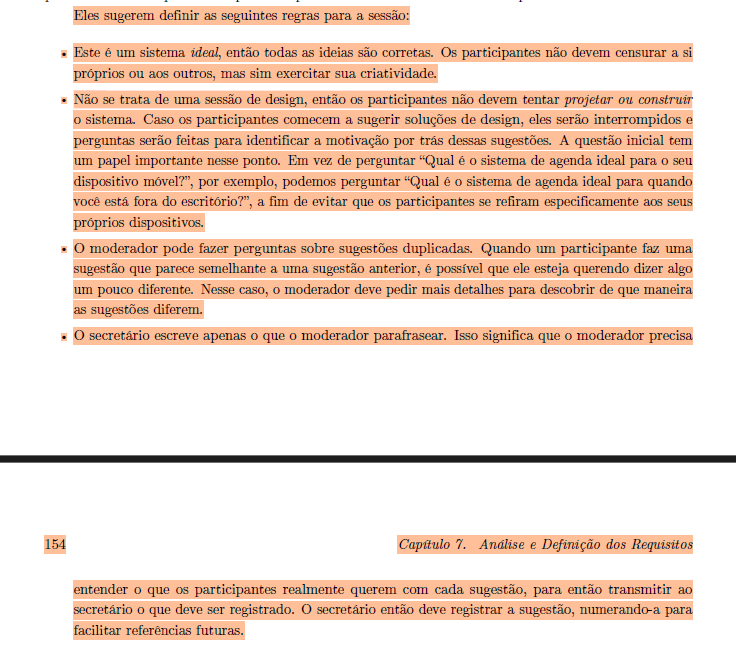 Eles sugerem definir as seguintes regras para a sessão:
▪ Este é um sistema ideal, então todas as ideias são corretas. Os participantes não devem censurar a si
próprios ou aos outros, mas sim exercitar sua criatividade.
▪ Não se trata de uma sessão de design, então os participantes não devem tentar projetar ou construir
o sistema. Caso os participantes comecem a sugerir soluções de design, eles serão interrompidos e
perguntas serão feitas para identificar a motivação por trás dessas sugestões. A questão inicial tem
um papel importante nesse ponto. Em vez de perguntar “Qual é o sistema de agenda ideal para o seu
dispositivo móvel?”, por exemplo, podemos perguntar “Qual é o sistema de agenda ideal para quando
você está fora do escritório?”, a fim de evitar que os participantes se refiram especificamente aos seus
próprios dispositivos.
▪ O moderador pode fazer perguntas sobre sugestões duplicadas. Quando um participante faz uma
sugestão que parece semelhante a uma sugestão anterior, é possível que ele esteja querendo dizer algo
um pouco diferente. Nesse caso, o moderador deve pedir mais detalhes para descobrir de que maneira
as sugestões diferem.
▪ O secretário escreve apenas o que o moderador parafrasear. Isso significa que o moderador precisa
154 Capítulo 7. Análise e Definição dos Requisitos
entender o que os participantes realmente querem com cada sugestão, para então transmitir ao
secretário o que deve ser registrado. O secretário então deve registrar a sugestão, numerando-a para
facilitar referências futuras.